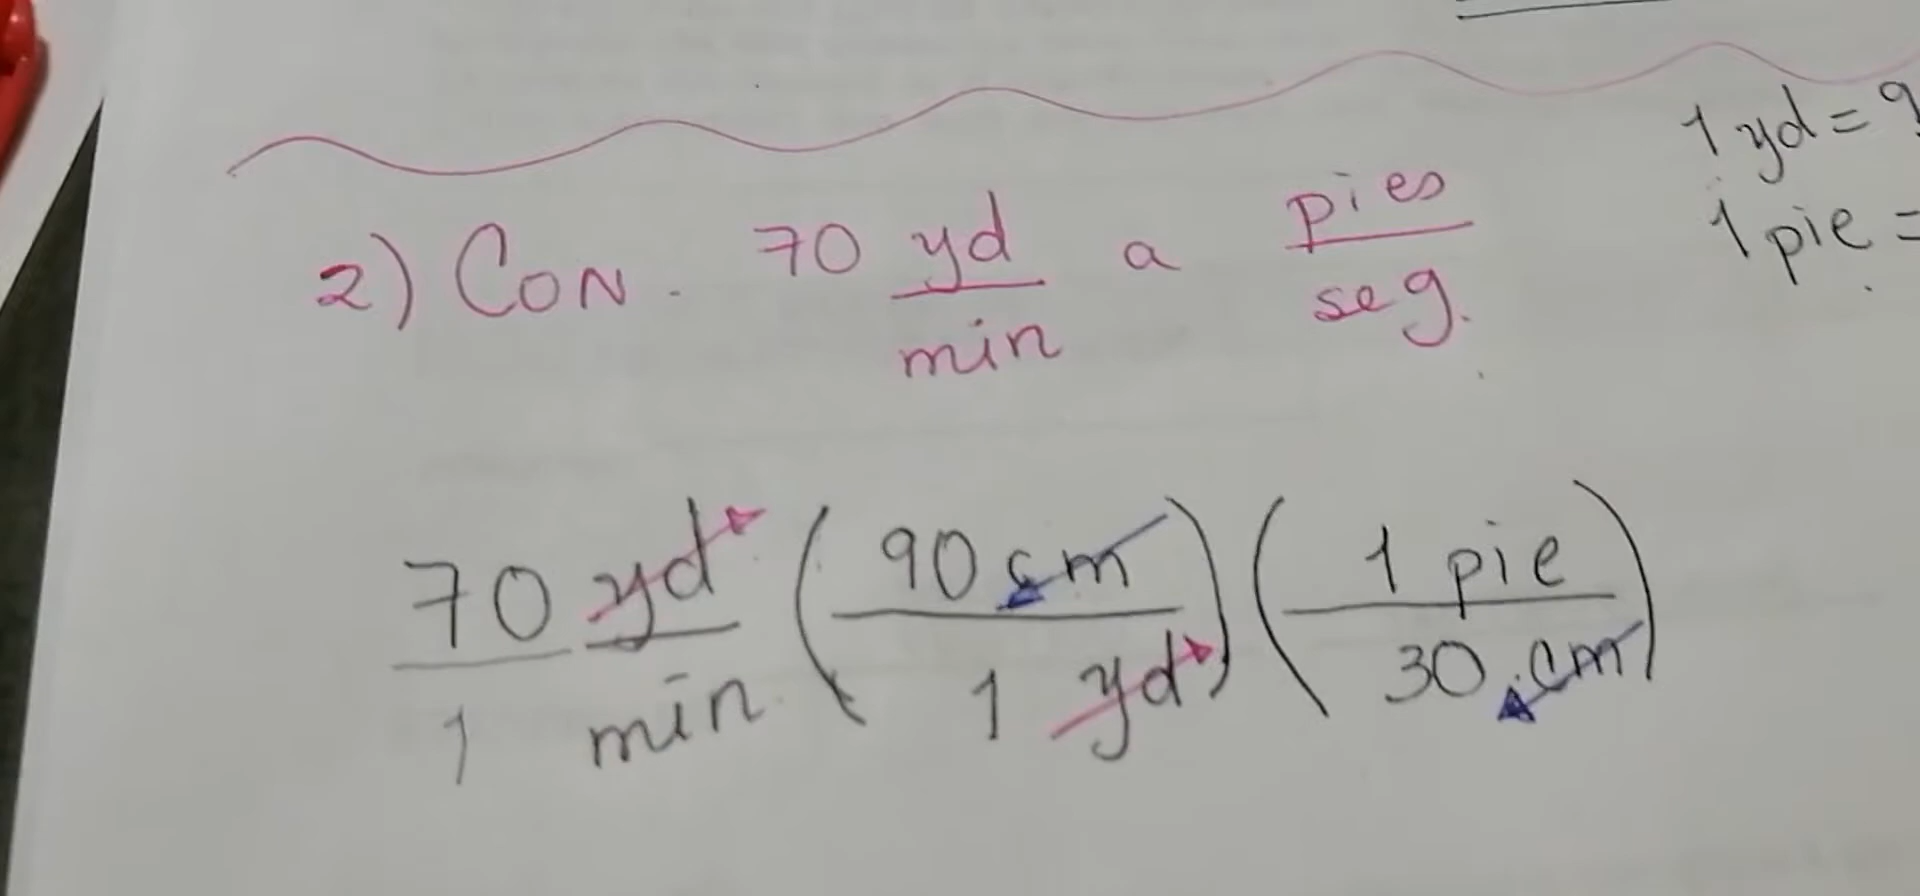 1 yd = 9
1 pie =
2) CON. 70 yd/min a pies/seg.
70 yd/1 min (90 cm/1 yd) (1 pie/30 cm)